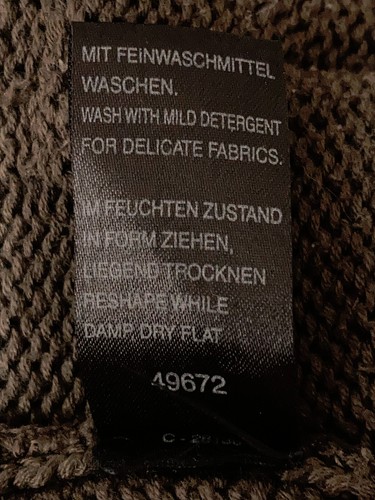 MIT FEINWASCHMITTEL
WASCHEN.
WASH WITH MILD DETERGENT
FOR DELICATE FABRICS.
IM FEUCHTEN ZUSTAND
IN FORM ZIEHEN,
LIEGEND TROCKNEN
RESHAPE WHILE
DAMP, DRY FLAT
49672